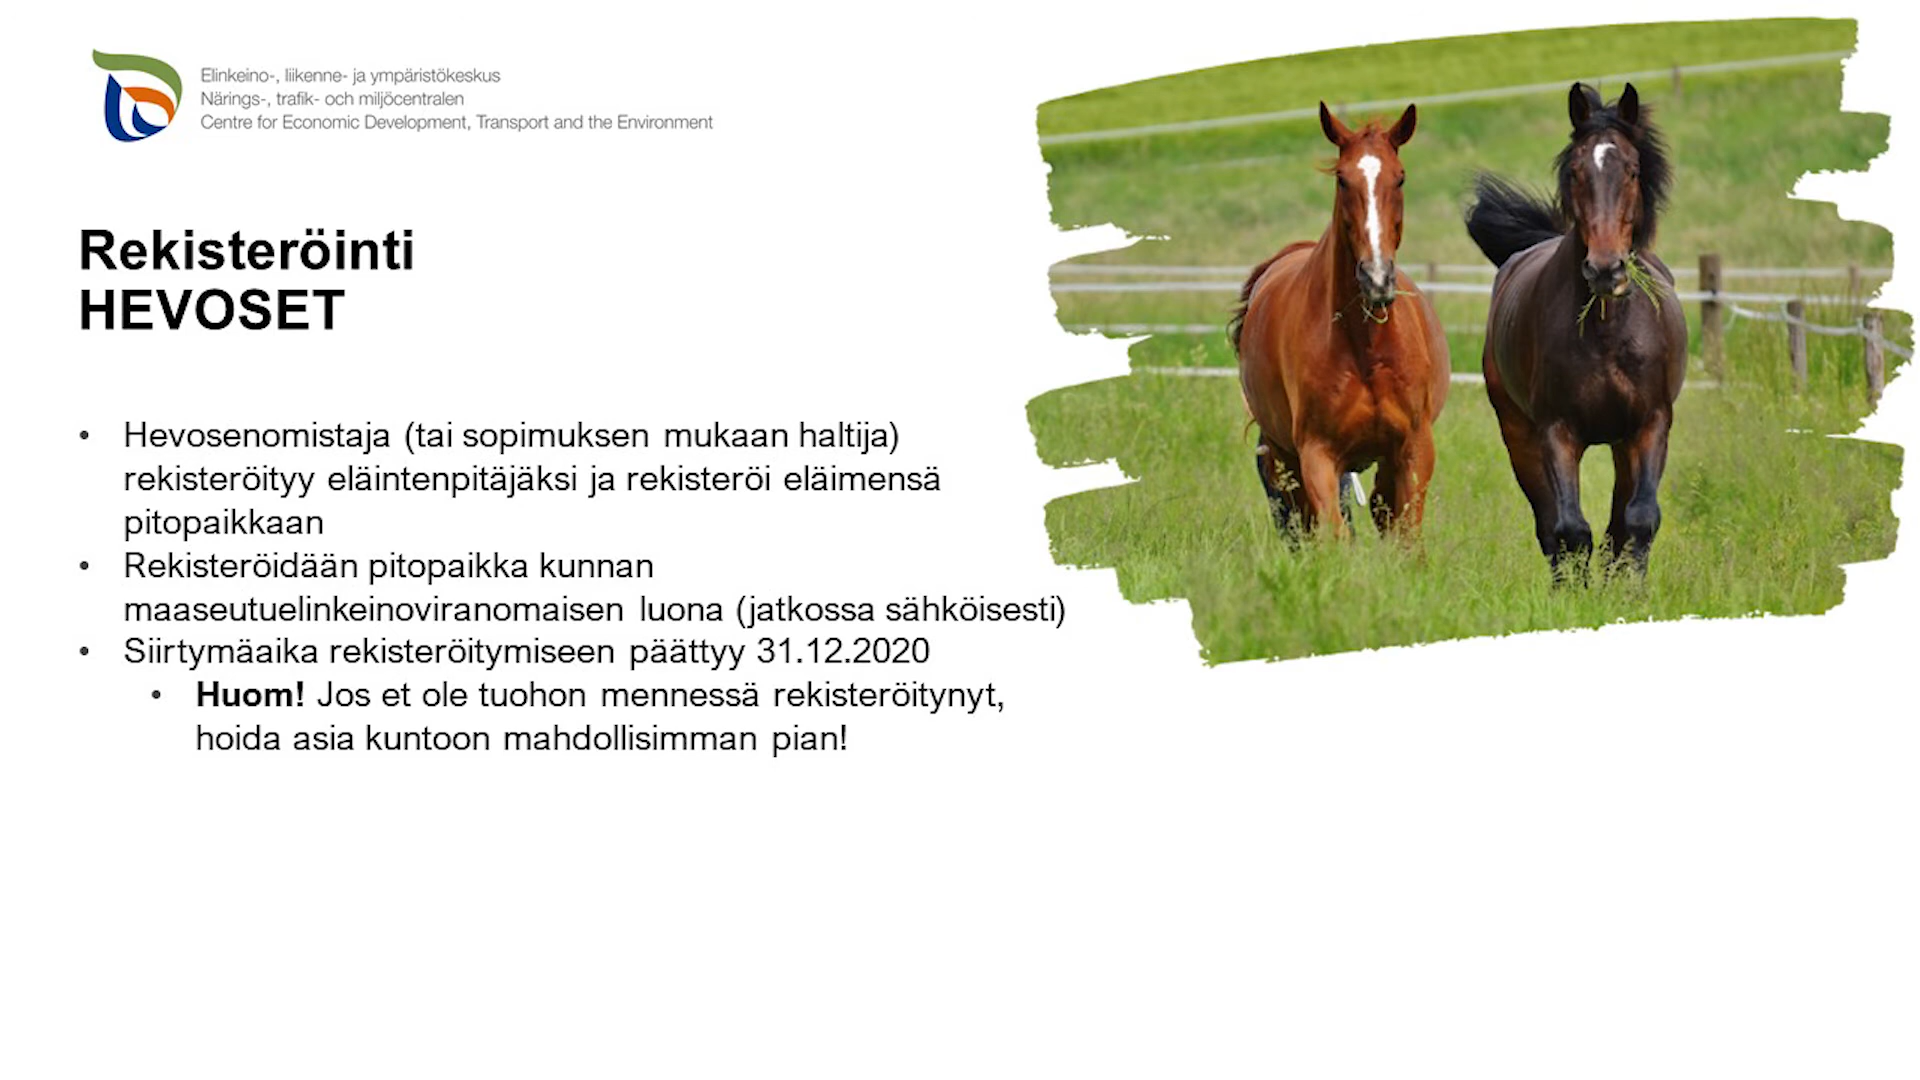 Elinkeino-, liikenne- ja ympäristökeskus
Närings-, trafik- och miljöcentralen
Centre for Economic Development, Transport and the Environment
Rekisteröinti
HEVOSET
• Hevosenomistaja (tai sopimuksen mukaan haltija)
rekisteröityy eläintenpitäjäksi ja rekisteröi eläimensä
pitopaikkaan
• Rekisteröidään pitopaikka kunnan
maaseutuelinkeinoviranomaisen luona (jatkossa sähköisesti)
• Siirtymäaika rekisteröitymiseen päättyy 31.12.2020
• Huom! Jos et ole tuohon mennessä rekisteröitynyt,
hoida asia kuntoon mahdollisimman pian!